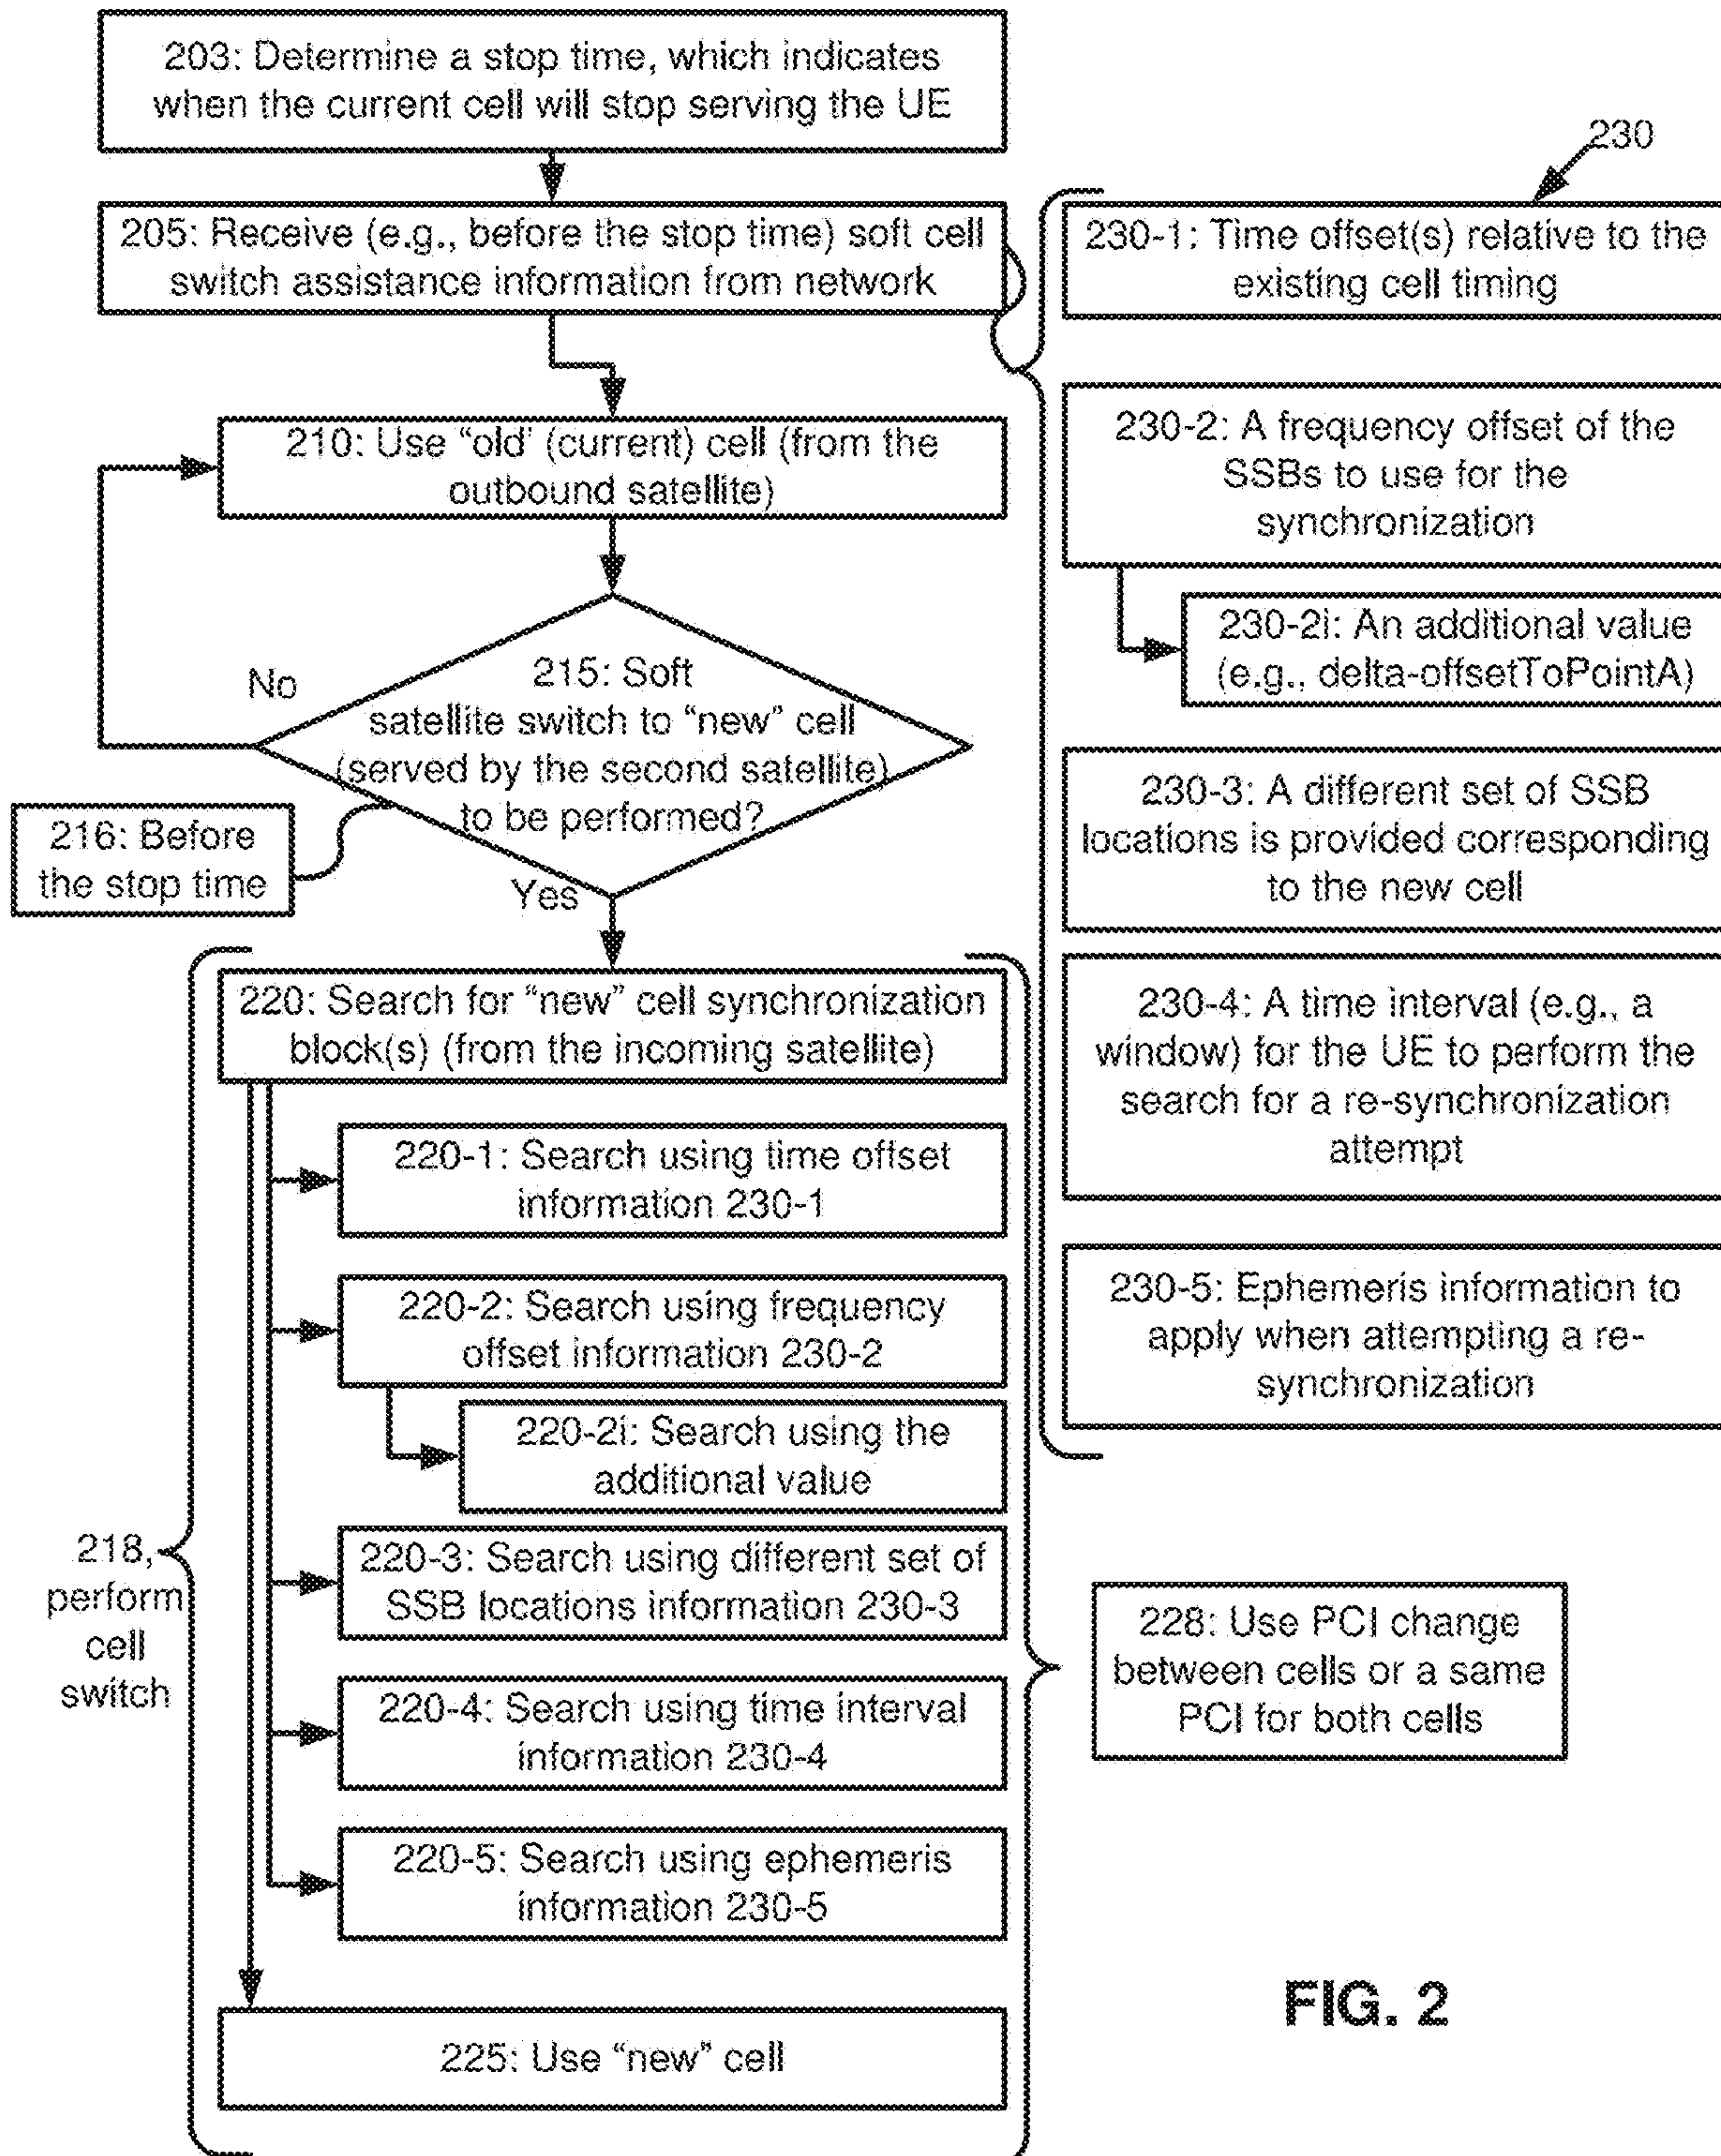 203: Determine a stop time, which indicates
when the current cell will stop serving the UE
205: Receive (e.g., before the stop time) soft cell
switch assistance information from network
210: Use “old’ (current) cell (from the
outbound satellite)
No
215: Soft
satellite switch to “new” cell
(served by the second satellite)
to be performed?
216: Before
the stop time
Yes
218,
perform
cell
switch
220: Search for “new” cell synchronization
block(s) (from the incoming satellite)
220-1: Search using time offset
information 230-1
220-2: Search using frequency
offset information 230-2
220-2i: Search using the
additional value
220-3: Search using different set of
SSB locations information 230-3
220-4: Search using time interval
information 230-4
220-5: Search using ephemeris
information 230-5
225: Use “new” cell
230
230-1: Time offset(s) relative to the
existing cell timing
230-2: A frequency offset of the
SSBs to use for the
synchronization
230-2i: An additional value
(e.g., delta-offsetToPointA)
230-3: A different set of SSB
locations is provided corresponding
to the new cell
230-4: A time interval (e.g., a
window) for the UE to perform the
search for a re-synchronization
attempt
230-5: Ephemeris information to
apply when attempting a re-
synchronization
228: Use PCI change
between cells or a same
PCI for both cells
FIG. 2